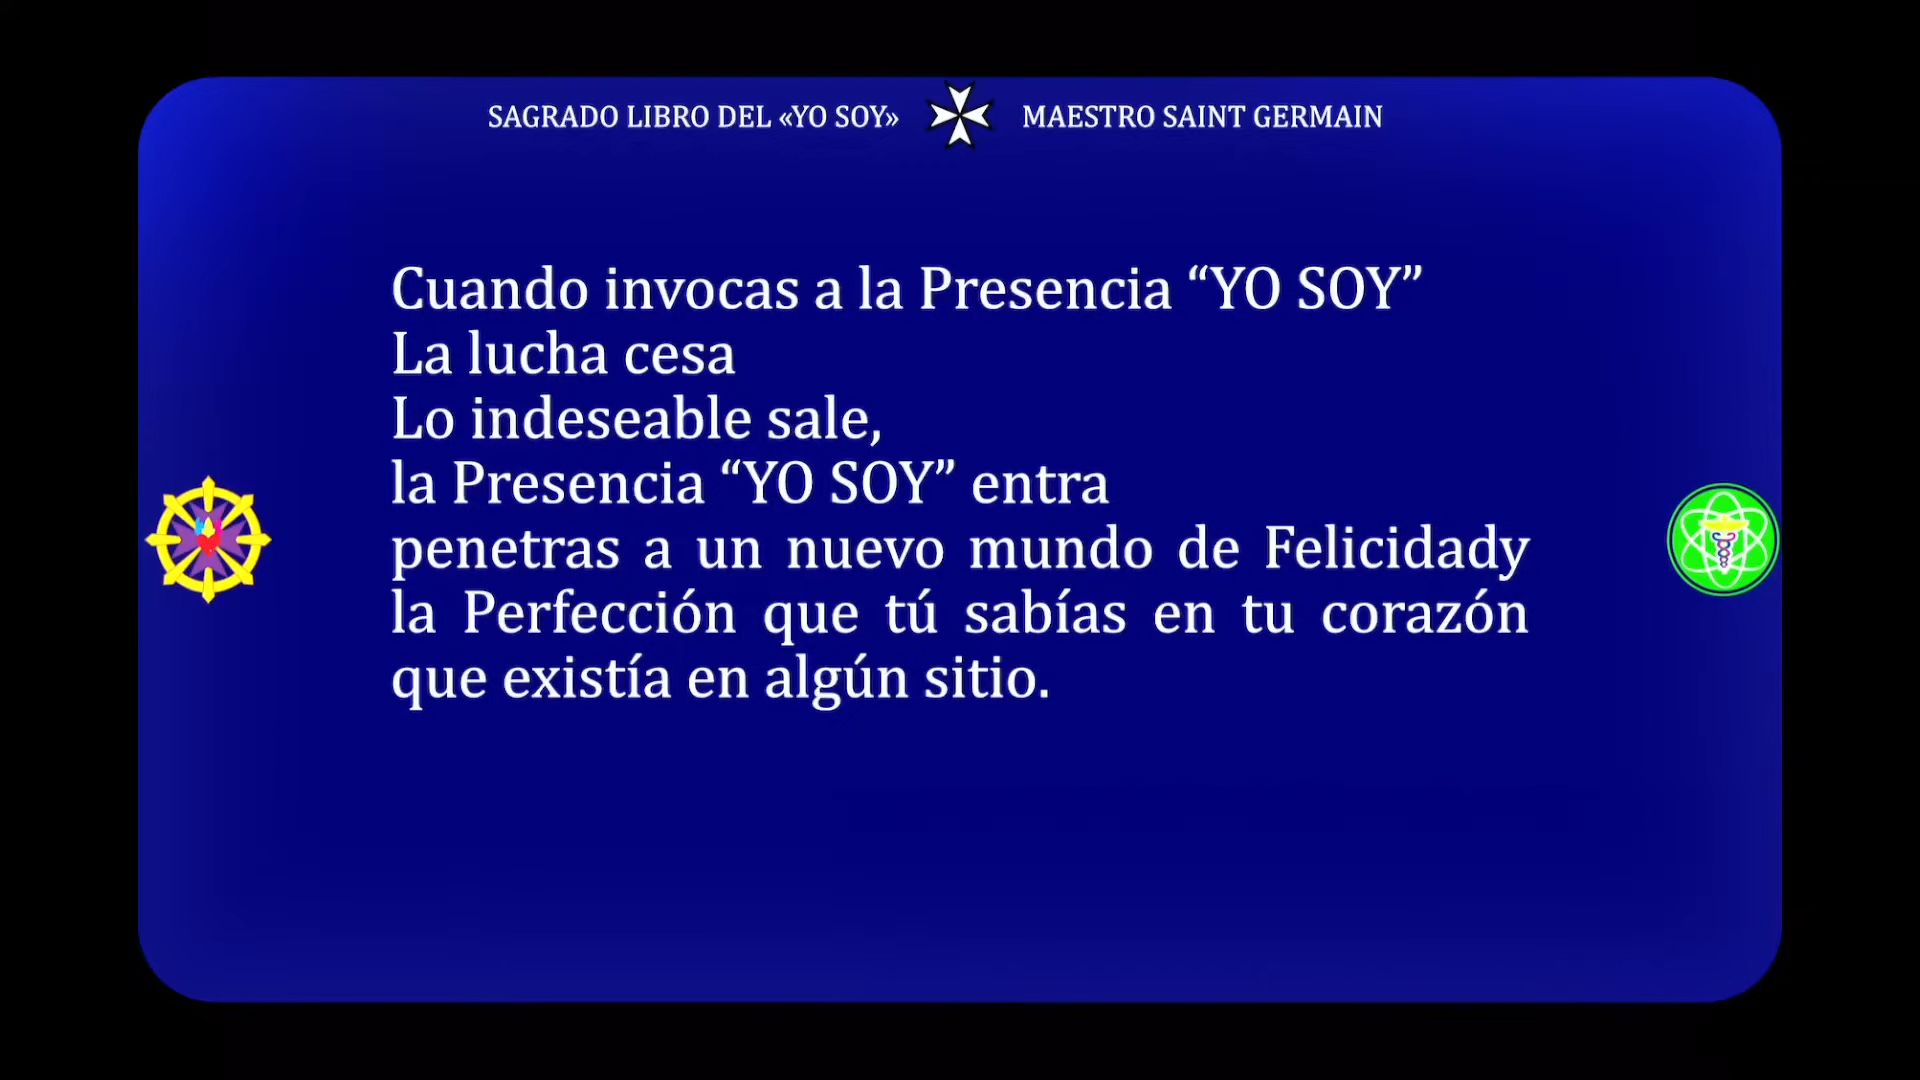 SAGRADO LIBRO DEL «YO SOY» MAESTRO SAINT GERMAIN
Cuando invocas a la Presencia “YO SOY”
La lucha cesa
Lo indeseable sale,
la Presencia “YO SOY” entra
penetras a un nuevo mundo de Felicidady
la Perfección que tú sabías en tu corazón
que existía en algún sitio.